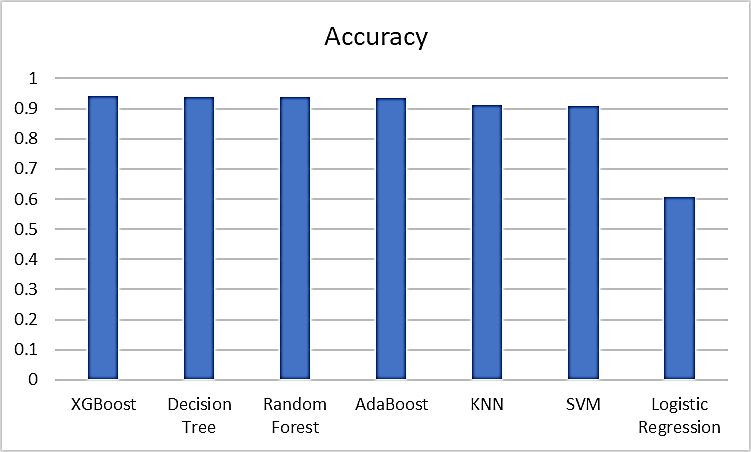 Accuracy
1
0.9
0.8
0.7
0.6
0.5
0.4
0.3
0.2
0.1
0
XGBoost
Decision
Tree
Random
Forest
AdaBoost
KNN
SVM
Logistic
Regression